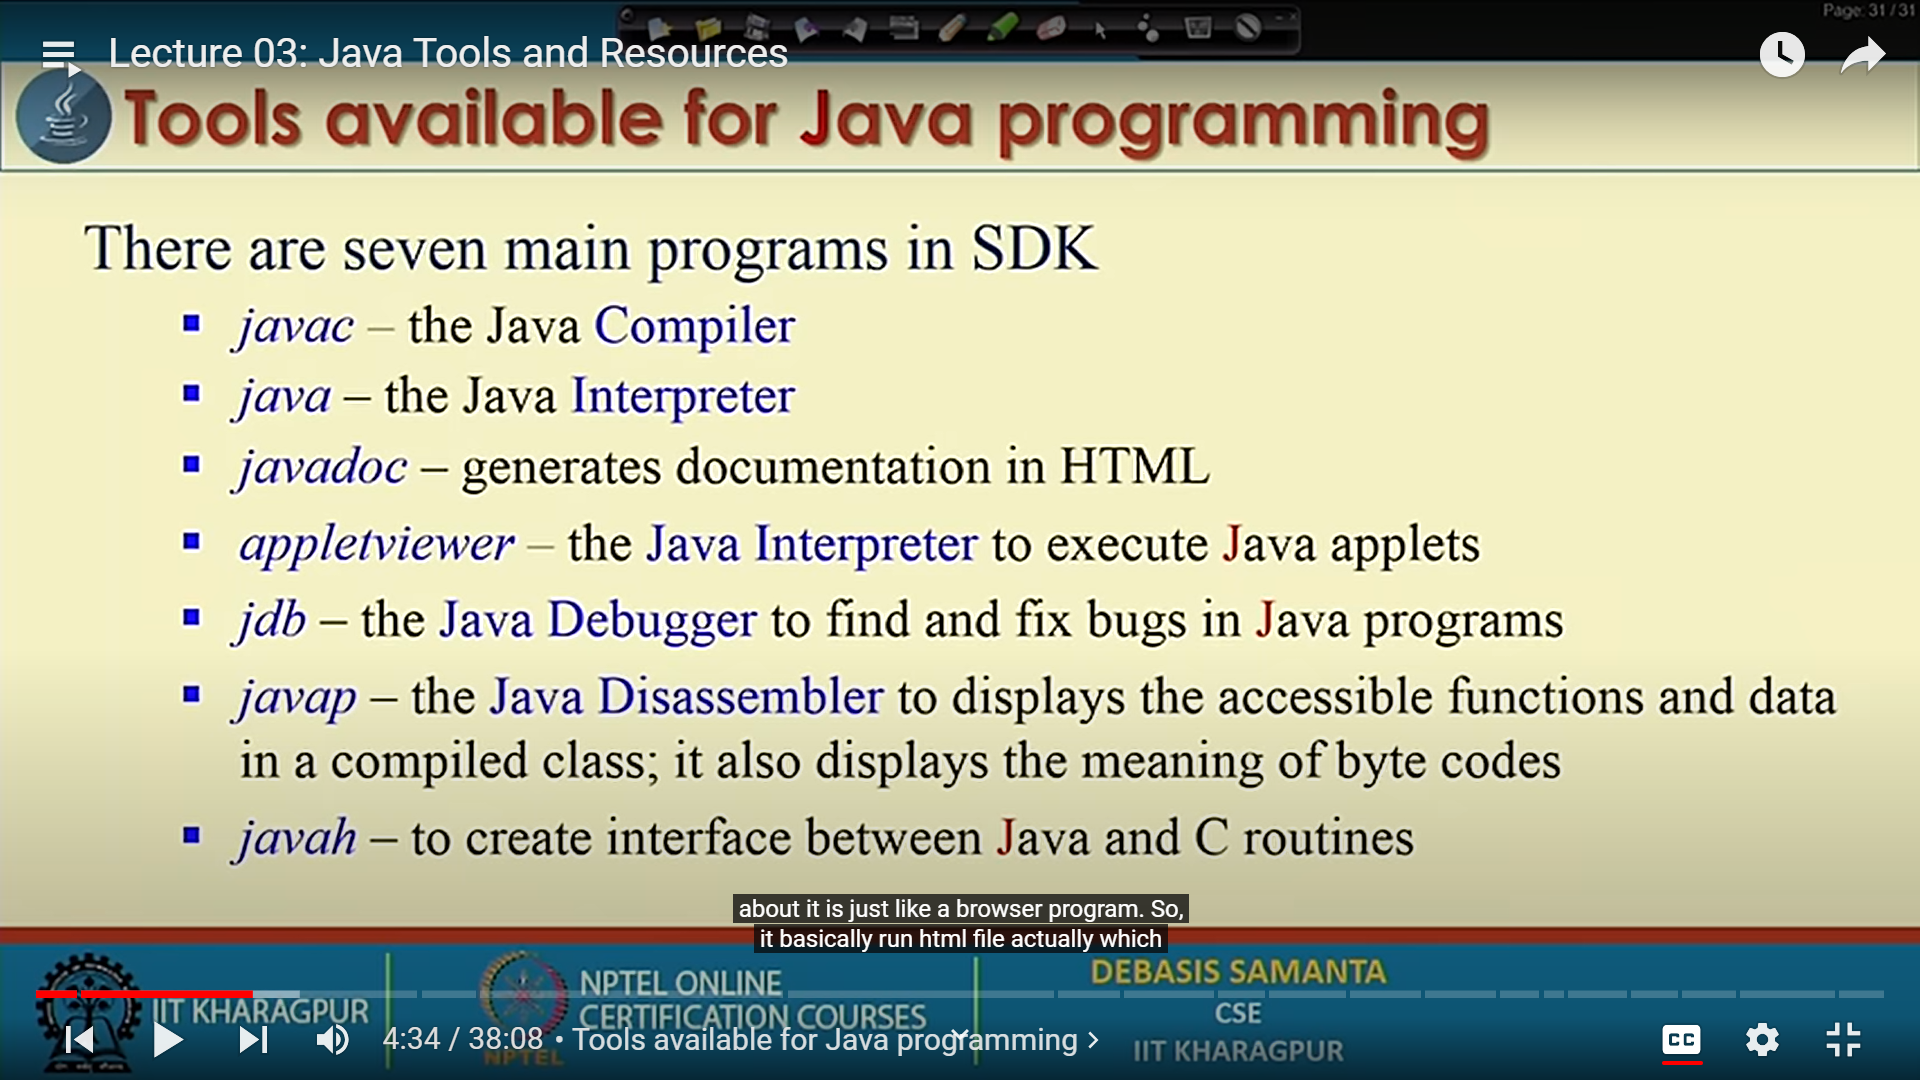 Page: 31 / 31
Lecture 03: Java Tools and Resources
Tools available for Java programming
There are seven main programs in SDK
javac – the Java Compiler
java – the Java Interpreter
javadoc – generates documentation in HTML
appletviewer – the Java Interpreter to execute Java applets
jdb – the Java Debugger to find and fix bugs in Java programs
javap – the Java Disassembler to displays the accessible functions and data
in a compiled class; it also displays the meaning of byte codes
javah – to create interface between Java and C routines
about it is just like a browser program. So,
it basically run html file actually which
IIT KHARAGPUR
NPTEL ONLINE
CERTIFICATION COURSES
NPTEL
DEBASIS SAMANTA
CSE
IIT KHARAGPUR
4:34 / 38:08 • Tools available for Java programming
CC